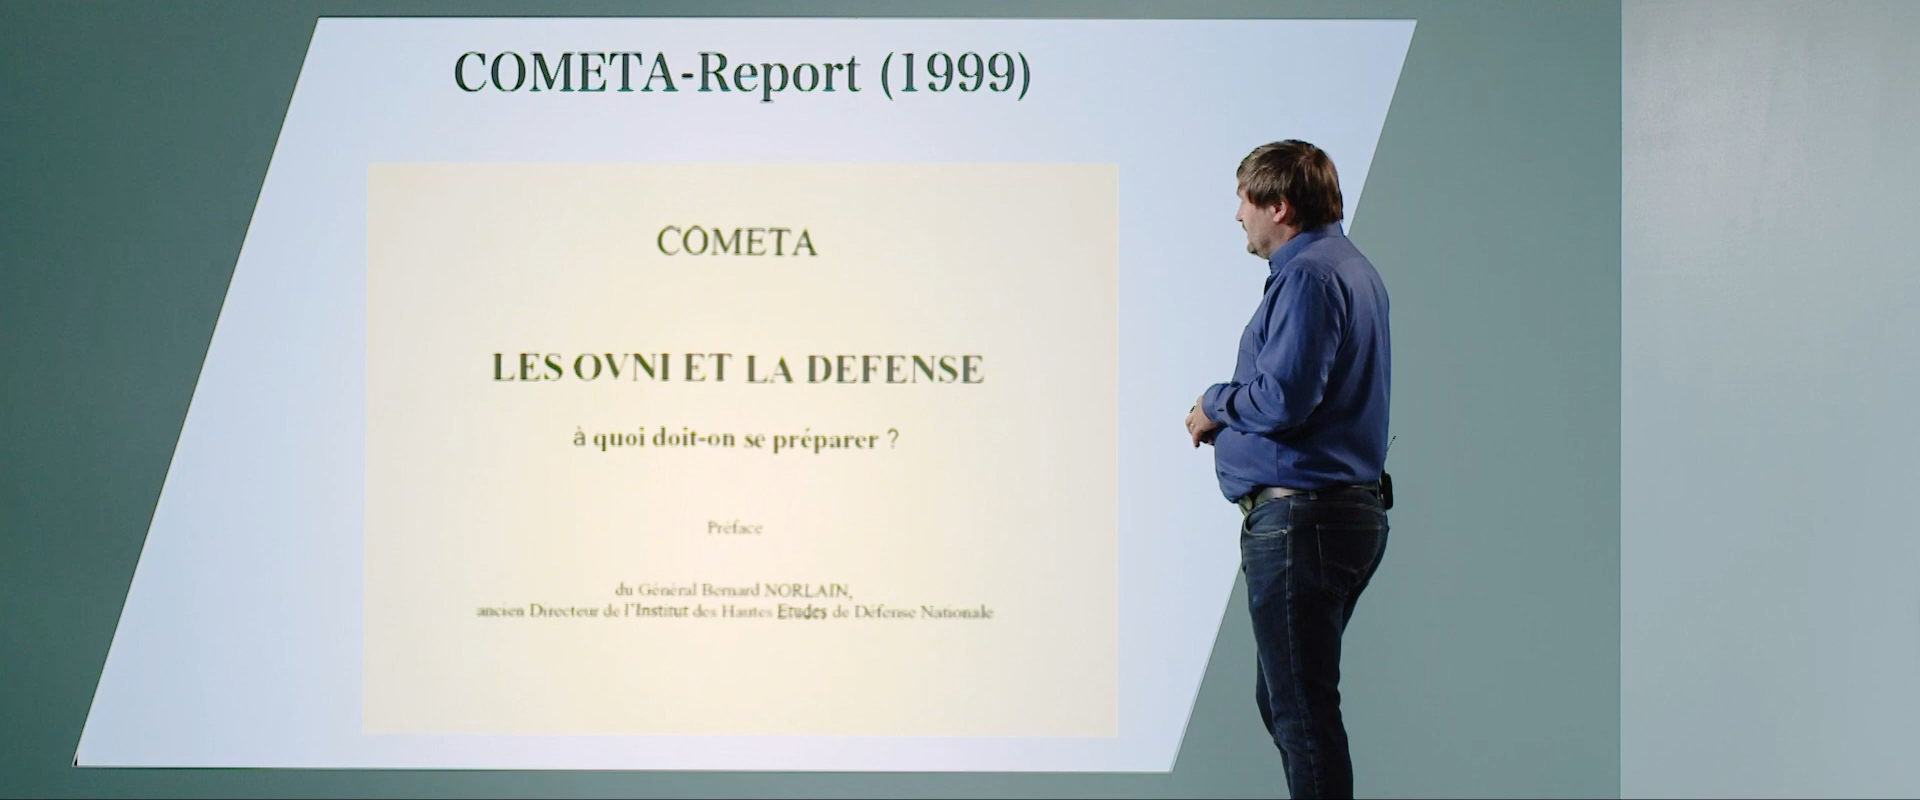 COMETA-Report (1999)
COMETA
LES OVNI ET LA DEFENSE
à quoi doit-on se préparer ?
Préface
du Général Bernard NORLAIN,
ancien Directeur de l'Institut des Hautes Etudes de Défense Nationale